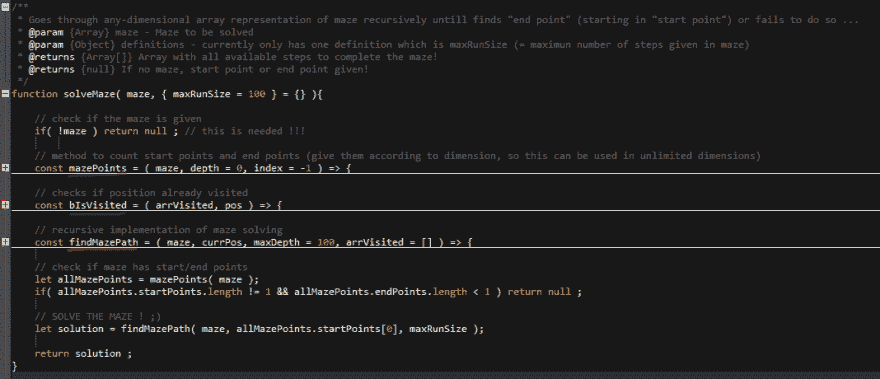 /**
* Goes through any-dimensional array representation of maze recursively untill finds "end point" (starting in "start point") or fails to do so ...
* @param {Array} maze - Maze to be solved
* @param {Object} definitions - currently only has one definition which is maxRunSize (= maximun number of steps given in maze)
* @returns {Array[]} Array with all available steps to complete the maze!
* @returns {null} If no maze, start point or end point given!
*/
function solveMaze( maze, { maxRunSize = 100 } = {} ){
// check if the maze is given
if( !maze ) return null ; // this is needed !!!
// method to count start points and end points (give them according to dimension, so this can be used in unlimited dimensions)
const mazePoints = ( maze, depth = 0, index = -1 ) => {
// checks if position already visited
const bIsVisited = ( arrVisited, pos ) => {
// recursive implementation of maze solving
const findMazePath = ( maze, currPos, maxDepth = 100, arrVisited = [] ) => {
// check if maze has start/end points
let allMazePoints = mazePoints( maze );
if( allMazePoints.startPoints.length != 1 && allMazePoints.endPoints.length < 1 ) return null ;
// SOLVE THE MAZE ! ;)
let solution = findMazePath( maze, allMazePoints.startPoints[0], maxRunSize );
return solution ;
}